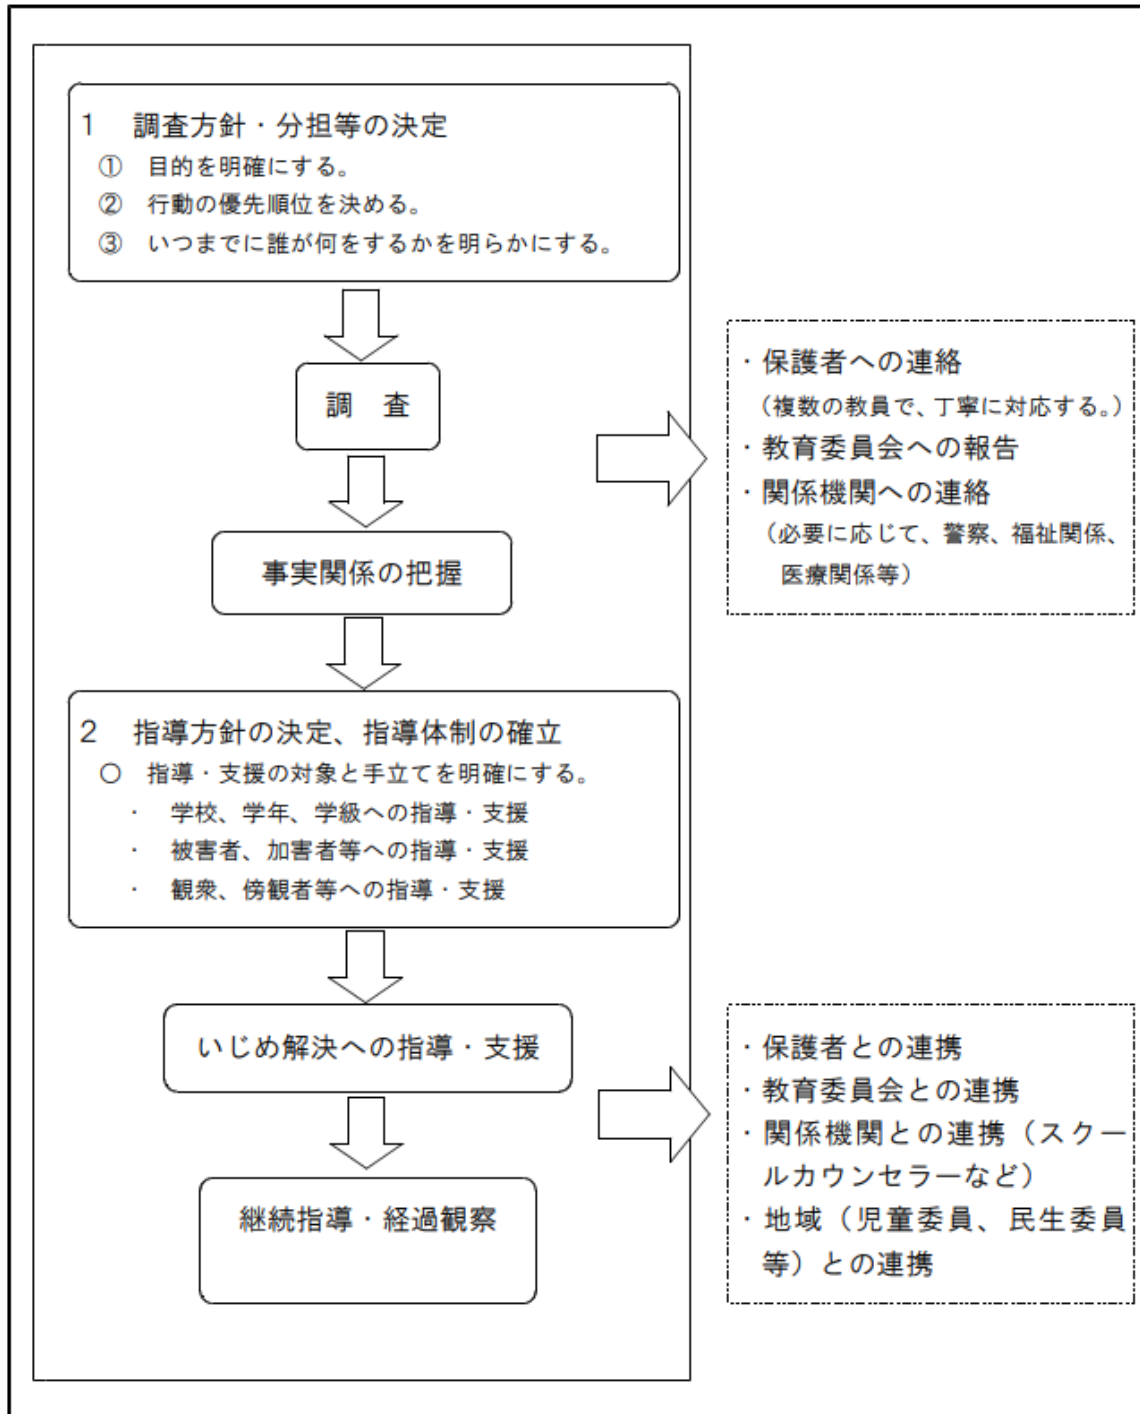 1 調査方針・分担等の決定
① 目的を明確にする。
② 行動の優先順位を決める。
③ いつまでに誰が何をするかを明らかにする。
調 査
事実関係の把握
・保護者への連絡
（複数の教員で、丁寧に対応する。）
・教育委員会への報告
・関係機関への連絡
（必要に応じて、警察、福祉関係、
医療関係等）
2 指導方針の決定、指導体制の確立
○ 指導・支援の対象と手立てを明確にする。
・ 学校、学年、学級への指導・支援
・ 被害者、加害者等への指導・支援
・ 観衆、傍観者等への指導・支援
いじめ解決への指導・支援
継続指導・経過観察
・保護者との連携
・教育委員会との連携
・関係機関との連携（スクー
ルカウンセラーなど）
・地域（児童委員、民生委員
等）との連携